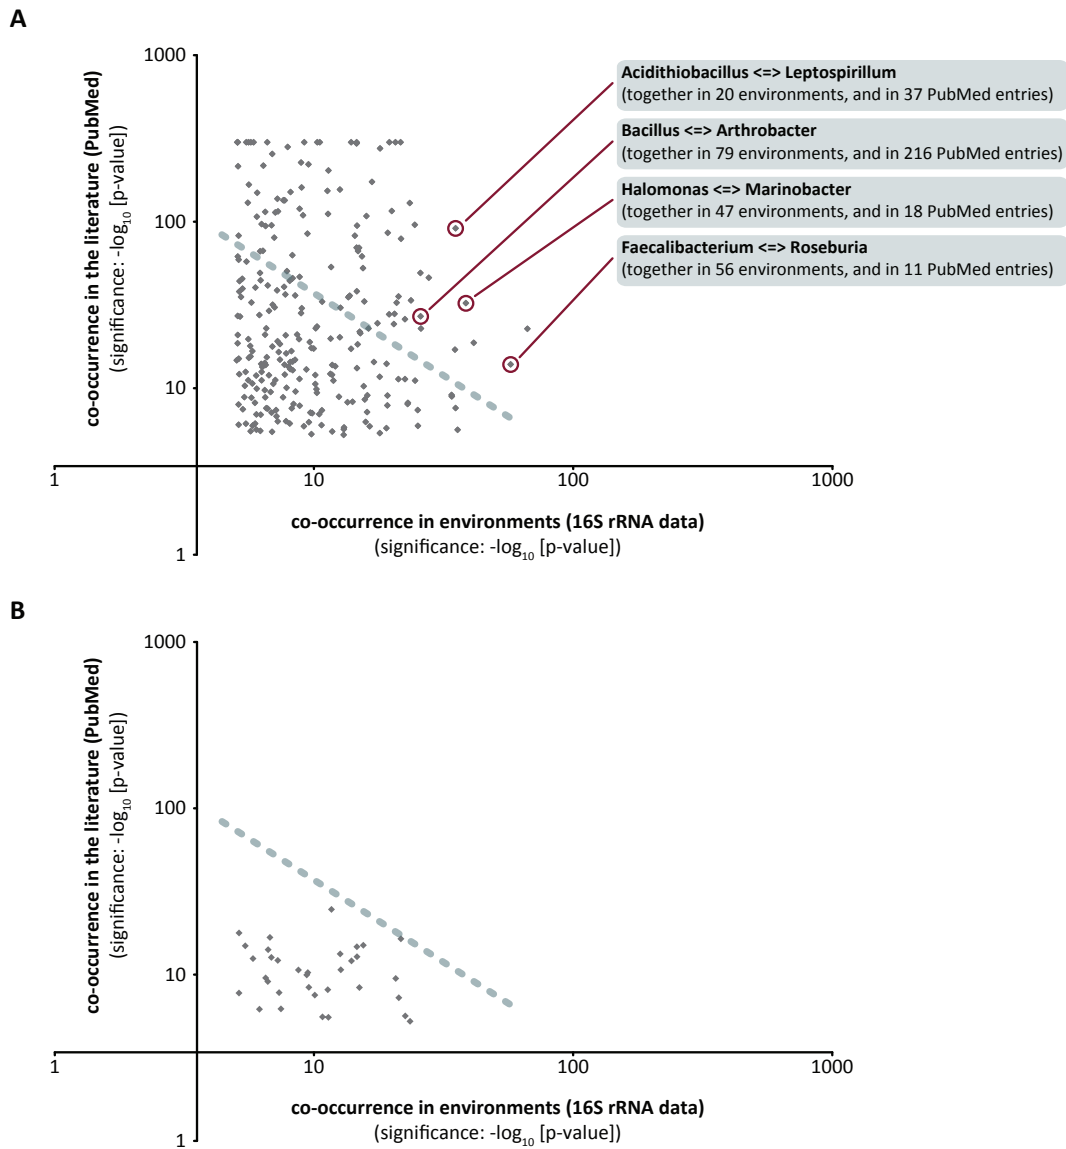 A
1000
100
10
1
co-occurrence in the literature (PubMed)
(significance: -log10 [p-value])
Acidithiobacillus <=> Leptospirillum
(together in 20 environments, and in 37 PubMed entries)
Bacillus <=> Arthrobacter
(together in 79 environments, and in 216 PubMed entries)
Halomonas <=> Marinobacter
(together in 47 environments, and in 18 PubMed entries)
Faecalibacterium <=> Roseburia
(together in 56 environments, and in 11 PubMed entries)
1 10 100 1000
co-occurrence in environments (16S rRNA data)
(significance: -log10 [p-value])
B
1000
100
10
1
co-occurrence in the literature (PubMed)
(significance: -log10 [p-value])
1 10 100 1000
co-occurrence in environments (16S rRNA data)
(significance: -log10 [p-value])